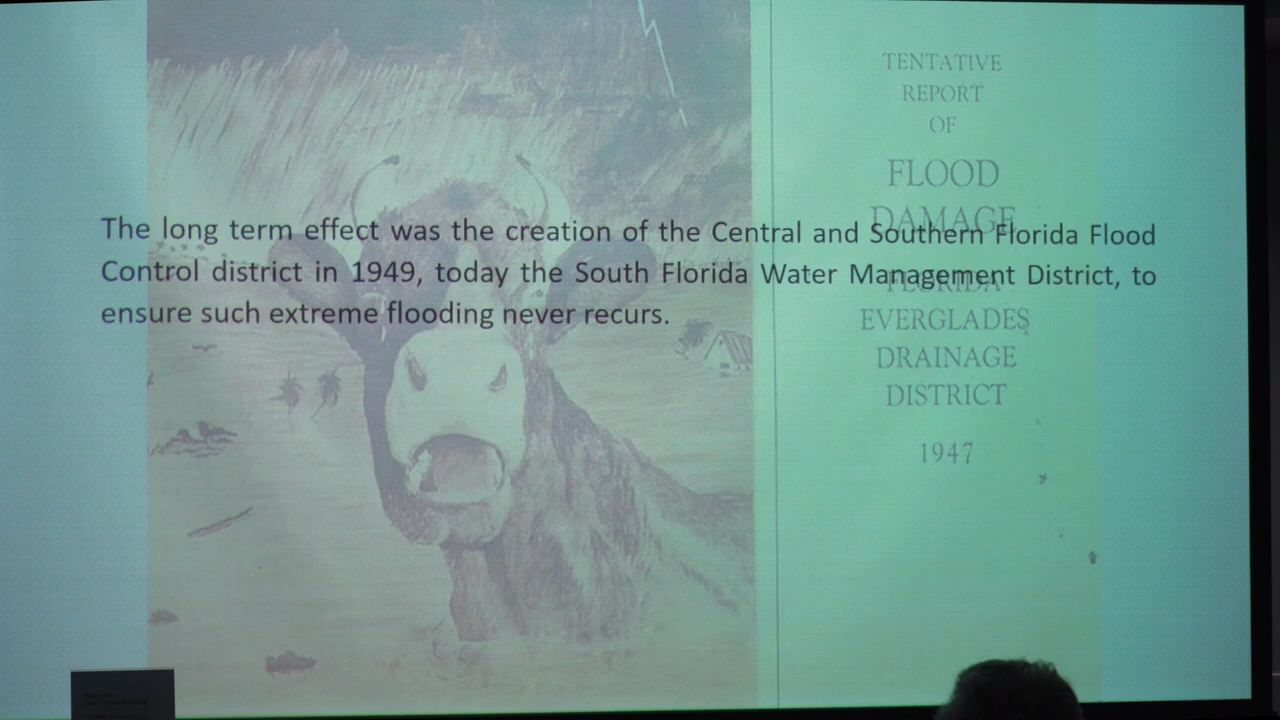 TENTATIVE
REPORT
OF
FLOOD
DAMAGE
The long term effect was the creation of the Central and Southern Florida Flood
Control district in 1949, today the South Florida Water Management District, to
ensure such extreme flooding never recurs.
FLORIDA
EVERGLADES
DRAINAGE
DISTRICT
1947